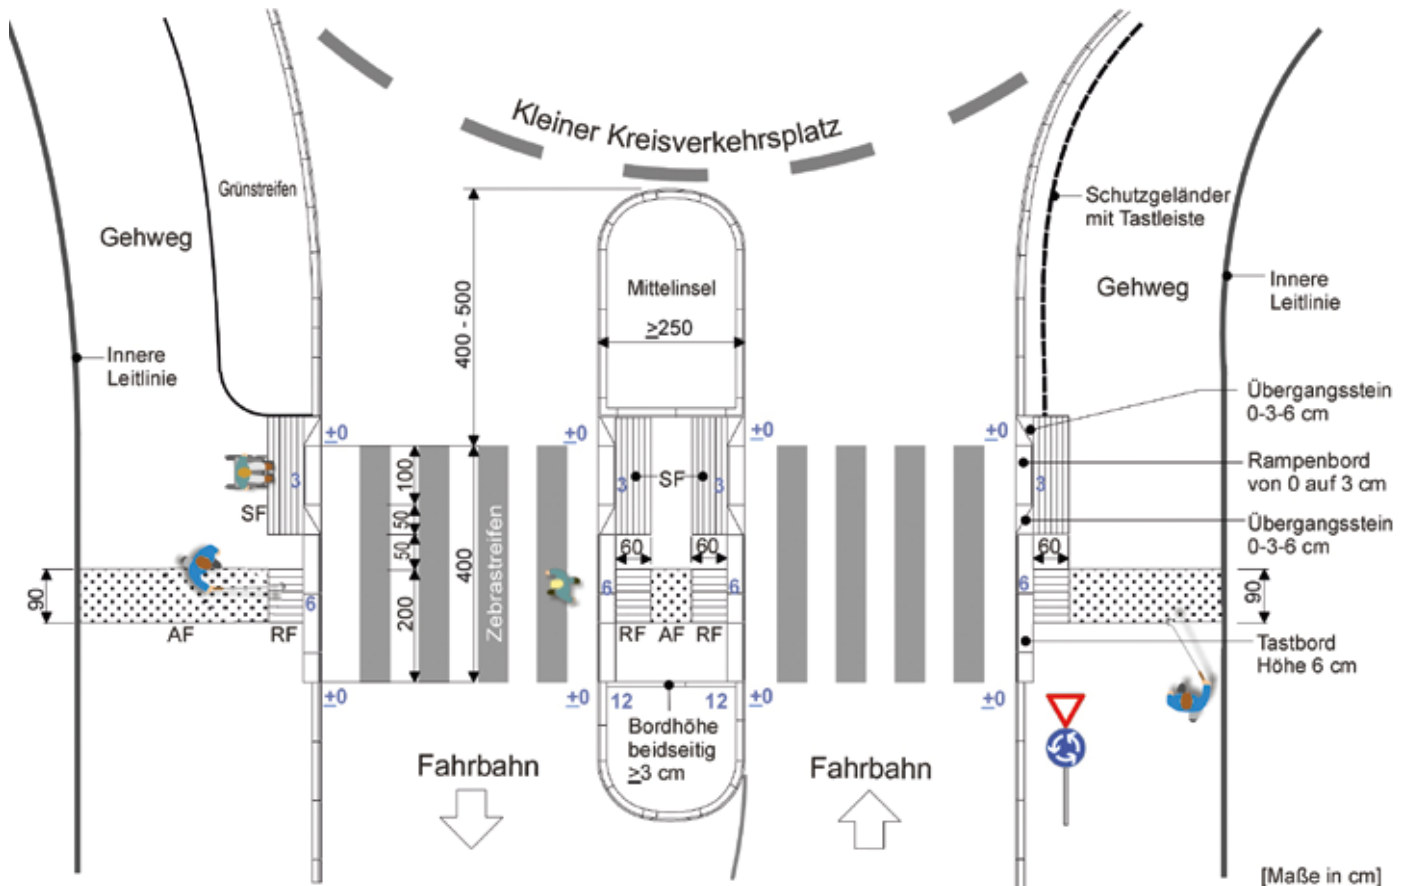 Kleiner Kreisverkehrsplatz
Grünstreifen
Gehweg
400 - 500
Mittelinsel
≥250
Schutzgeländer
mit Tastleiste
Gehweg
Innere
Leitlinie
Innere
Leitlinie
Übergangsstein
0-3-6 cm
±0
±0
±0
±0
Rampenbord
von 0 auf 3 cm
3
SF
100
3
SF
3
3
Übergangsstein
0-3-6 cm
50
50
400
Zebrastreifen
60
60
60
90
6
200
6
6
6
90
AF
RF
RF
AF
RF
Tastbord
Höhe 6 cm
±0
±0
12
12
±0
±0
Bordhöhe
beidseitig
≥3 cm
Fahrbahn
Fahrbahn
[Maße in cm]